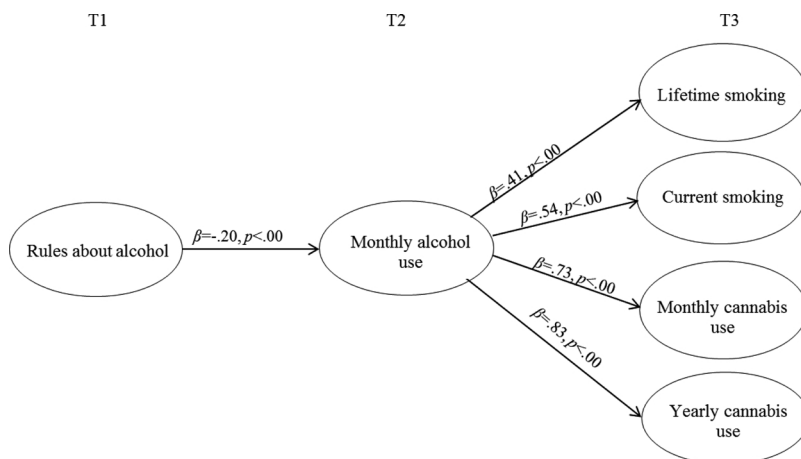 T1
T2
T3
Lifetime smoking
β=.41, p<.00
Current smoking
β=.54, p<.00
Rules about alcohol
β=-.20, p<.00
Monthly alcohol
use
β=.73, p<.00
Monthly cannabis
use
β=.83, p<.00
Yearly cannabis
use